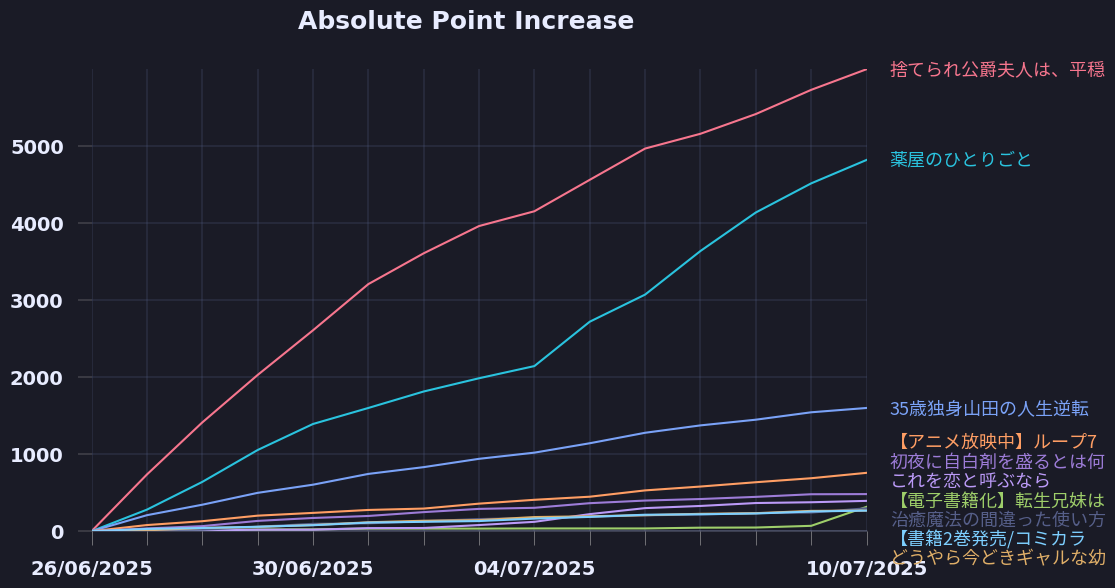 Absolute Point Increase
捨てられ公爵夫人は、平穏
薬屋のひとりごと
5000
4000
3000
2000
1000
0
35歳独身山田の人生逆転
【アニメ放映中】ループ7
初夜に自白剤を盛るとは何
これを恋と呼ぶなら
【電子書籍化】転生兄妹は
治癒魔法の間違った使い方
【書籍2巻発売/コミカラ
どうやら今どきギャルな幼
26/06/2025
30/06/2025
04/07/2025
10/07/2025